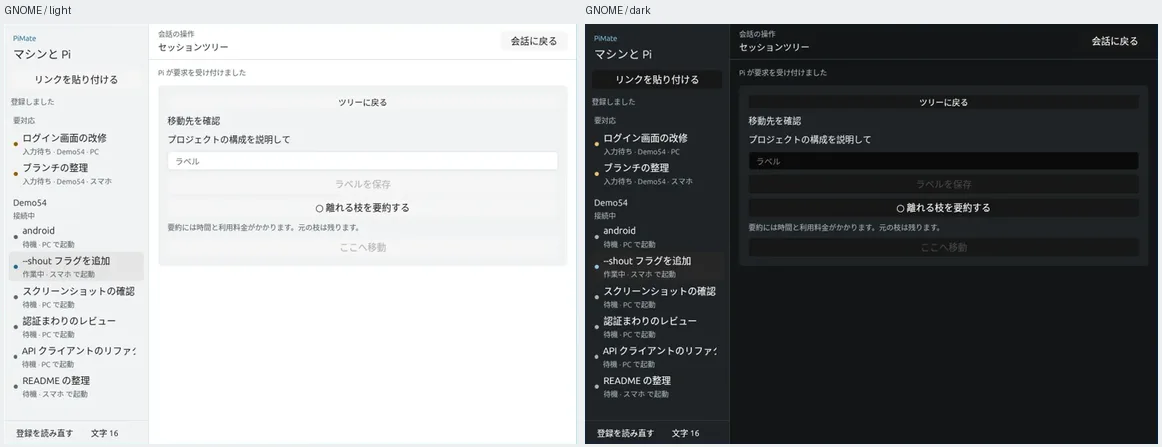 GNOME / light
PiMate
マシンと Pi
リンクを貼り付ける
登録しました
要対応
ログイン画面の改修
入力待ち · Demo54 · PC
ブランチの整理
入力待ち · Demo54 · スマホ
Demo54
接続中
android
待機 · PC で起動
--shout フラグを追加
作業中 · スマホ で起動
スクリーンショットの確認
待機 · PC で起動
認証まわりのレビュー
待機 · PC で起動
API クライアントのリファク
待機 · PC で起動
README の整理
待機 · スマホ で起動
登録を読み直す
文字 16
会話の操作
セッションツリー
会話に戻る
Pi が要求を受け付けました
ツリーに戻る
移動先を確認
プロジェクトの構成を説明して
ラベル
ラベルを保存
離れる枝を要約する
要約には時間と利用料金がかかります。元の枝は残ります。
ここへ移動
GNOME / dark
PiMate
マシンと Pi
リンクを貼り付ける
登録しました
要対応
ログイン画面の改修
入力待ち · Demo54 · PC
ブランチの整理
入力待ち · Demo54 · スマホ
Demo54
接続中
android
待機 · PC で起動
--shout フラグを追加
作業中 · スマホ で起動
スクリーンショットの確認
待機 · PC で起動
認証まわりのレビュー
待機 · PC で起動
API クライアントのリファク
待機 · PC で起動
README の整理
待機 · スマホ で起動
登録を読み直す
文字 16
会話の操作
セッションツリー
会話に戻る
Pi が要求を受け付けました
ツリーに戻る
移動先を確認
プロジェクトの構成を説明して
ラベル
ラベルを保存
離れる枝を要約する
要約には時間と利用料金がかかります。元の枝は残ります。
ここへ移動